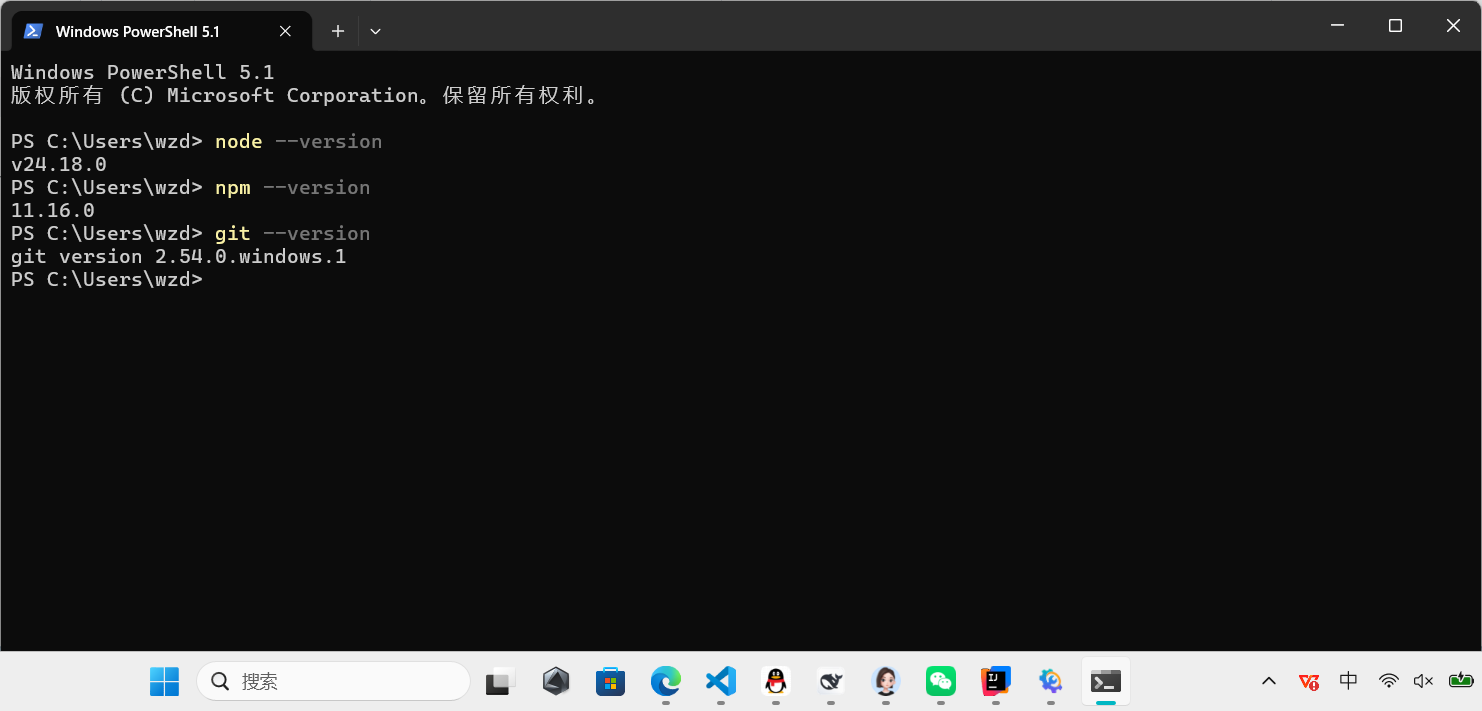 Windows PowerShell 5.1
Windows PowerShell 5.1
版权所有 (C) Microsoft Corporation。保留所有权利。
PS C:\Users\wzd> node --version
v24.18.0
PS C:\Users\wzd> npm --version
11.16.0
PS C:\Users\wzd> git --version
git version 2.54.0.windows.1
PS C:\Users\wzd>
搜索
中